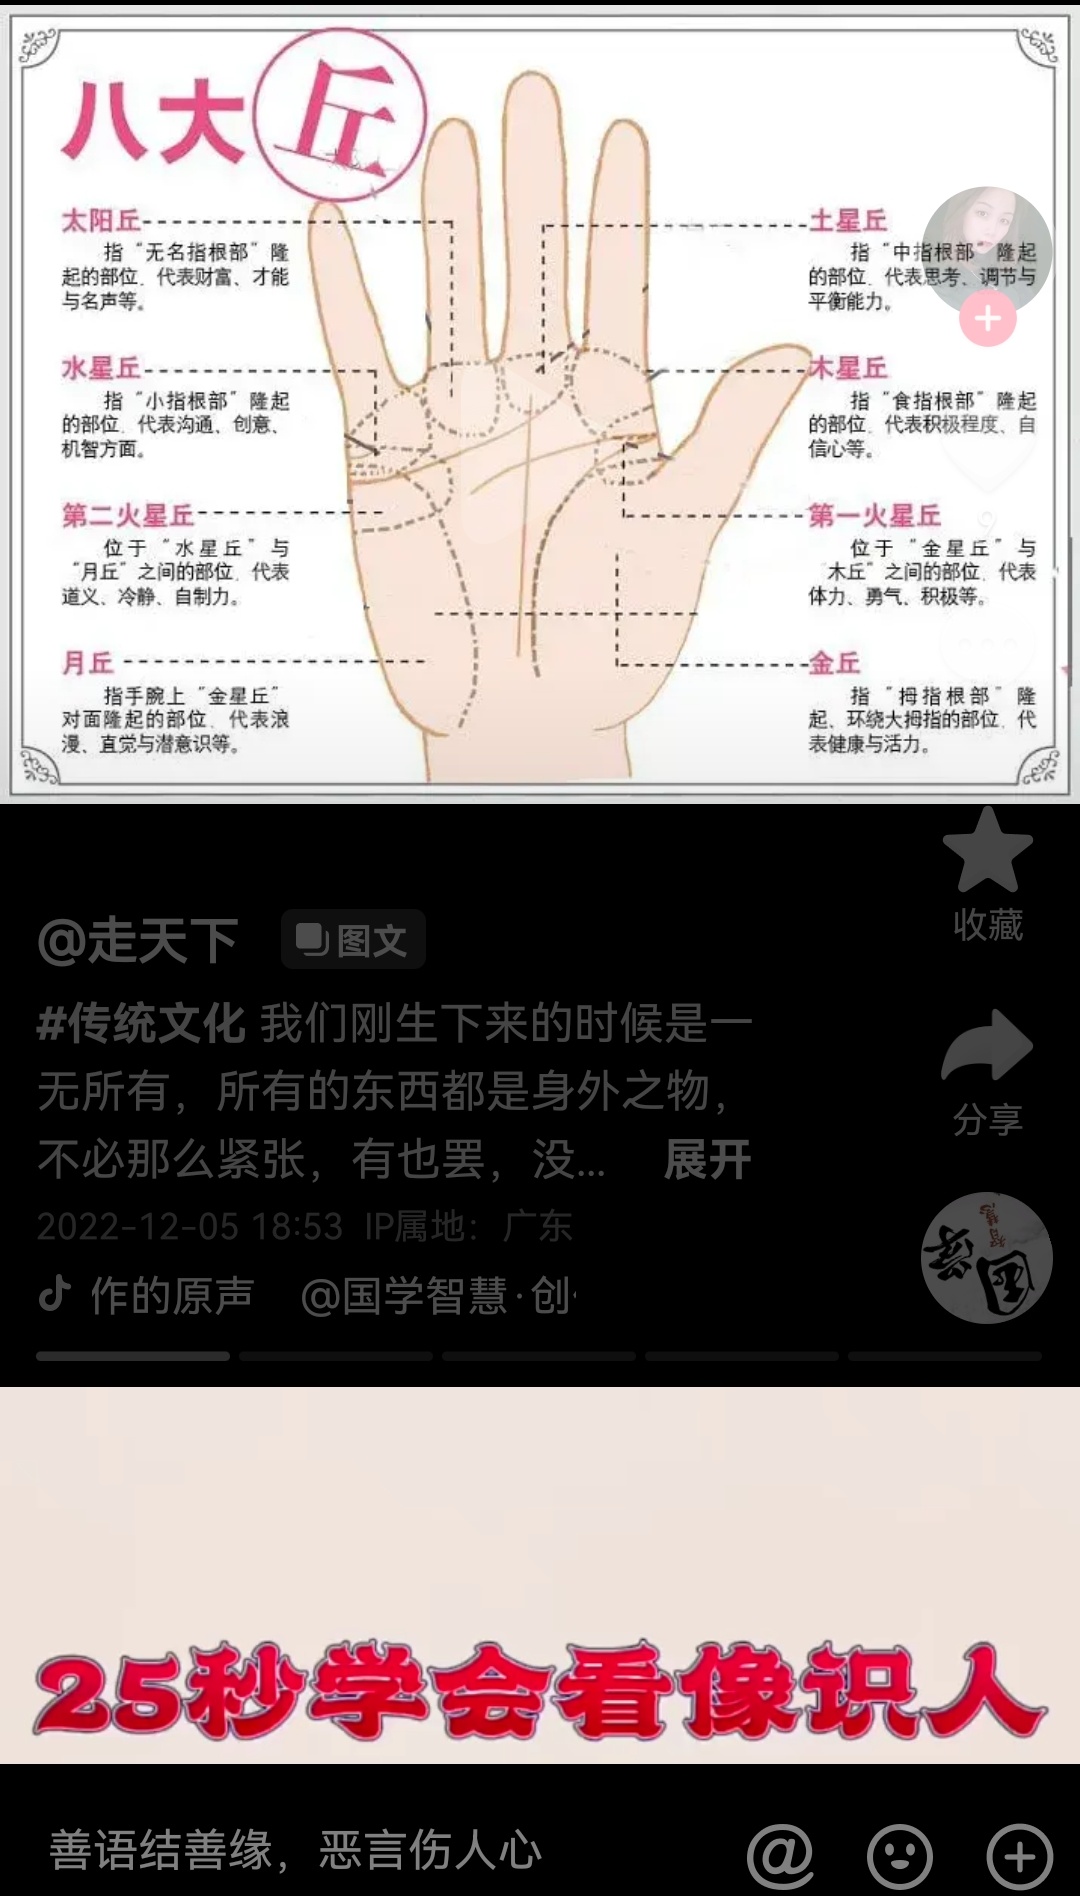 八大丘
太阳丘
指“无名指根部”隆
起的部位．代表财富、才能
与名声等。
水星丘
指“小指根部”隆起
的部位．代表沟通、创意、
机智方面。
第二火星丘
位于“水星丘”与
“月丘”之间的部位．代表
道义、冷静、自制力。
月丘
指手腕上“金星丘”
对面隆起的部位．代表浪
漫、直觉与潜意识等。
土星丘
指“中指根部”隆起
的部位．代表思考、调节与
平衡能力。
木星丘
指“食指根部”隆起
的部位．代表积极程度、自
信心等。
第一火星丘
位于“金星丘”与
“木丘”之间的部位．代表
体力、勇气、积极等。
金丘
指“拇指根部”隆
起、环绕大拇指的部位．代
表健康与活力。
收藏
@走天下 图文
#传统文化 我们刚生下来的时候是一
无所有，所有的东西都是身外之物，
不必那么紧张，有也罢，没... 展开
分享
2022-12-05 18:53 IP属地：广东
作的原声 @国学智慧·创
25秒学会看像识人
善语结善缘，恶言伤人心